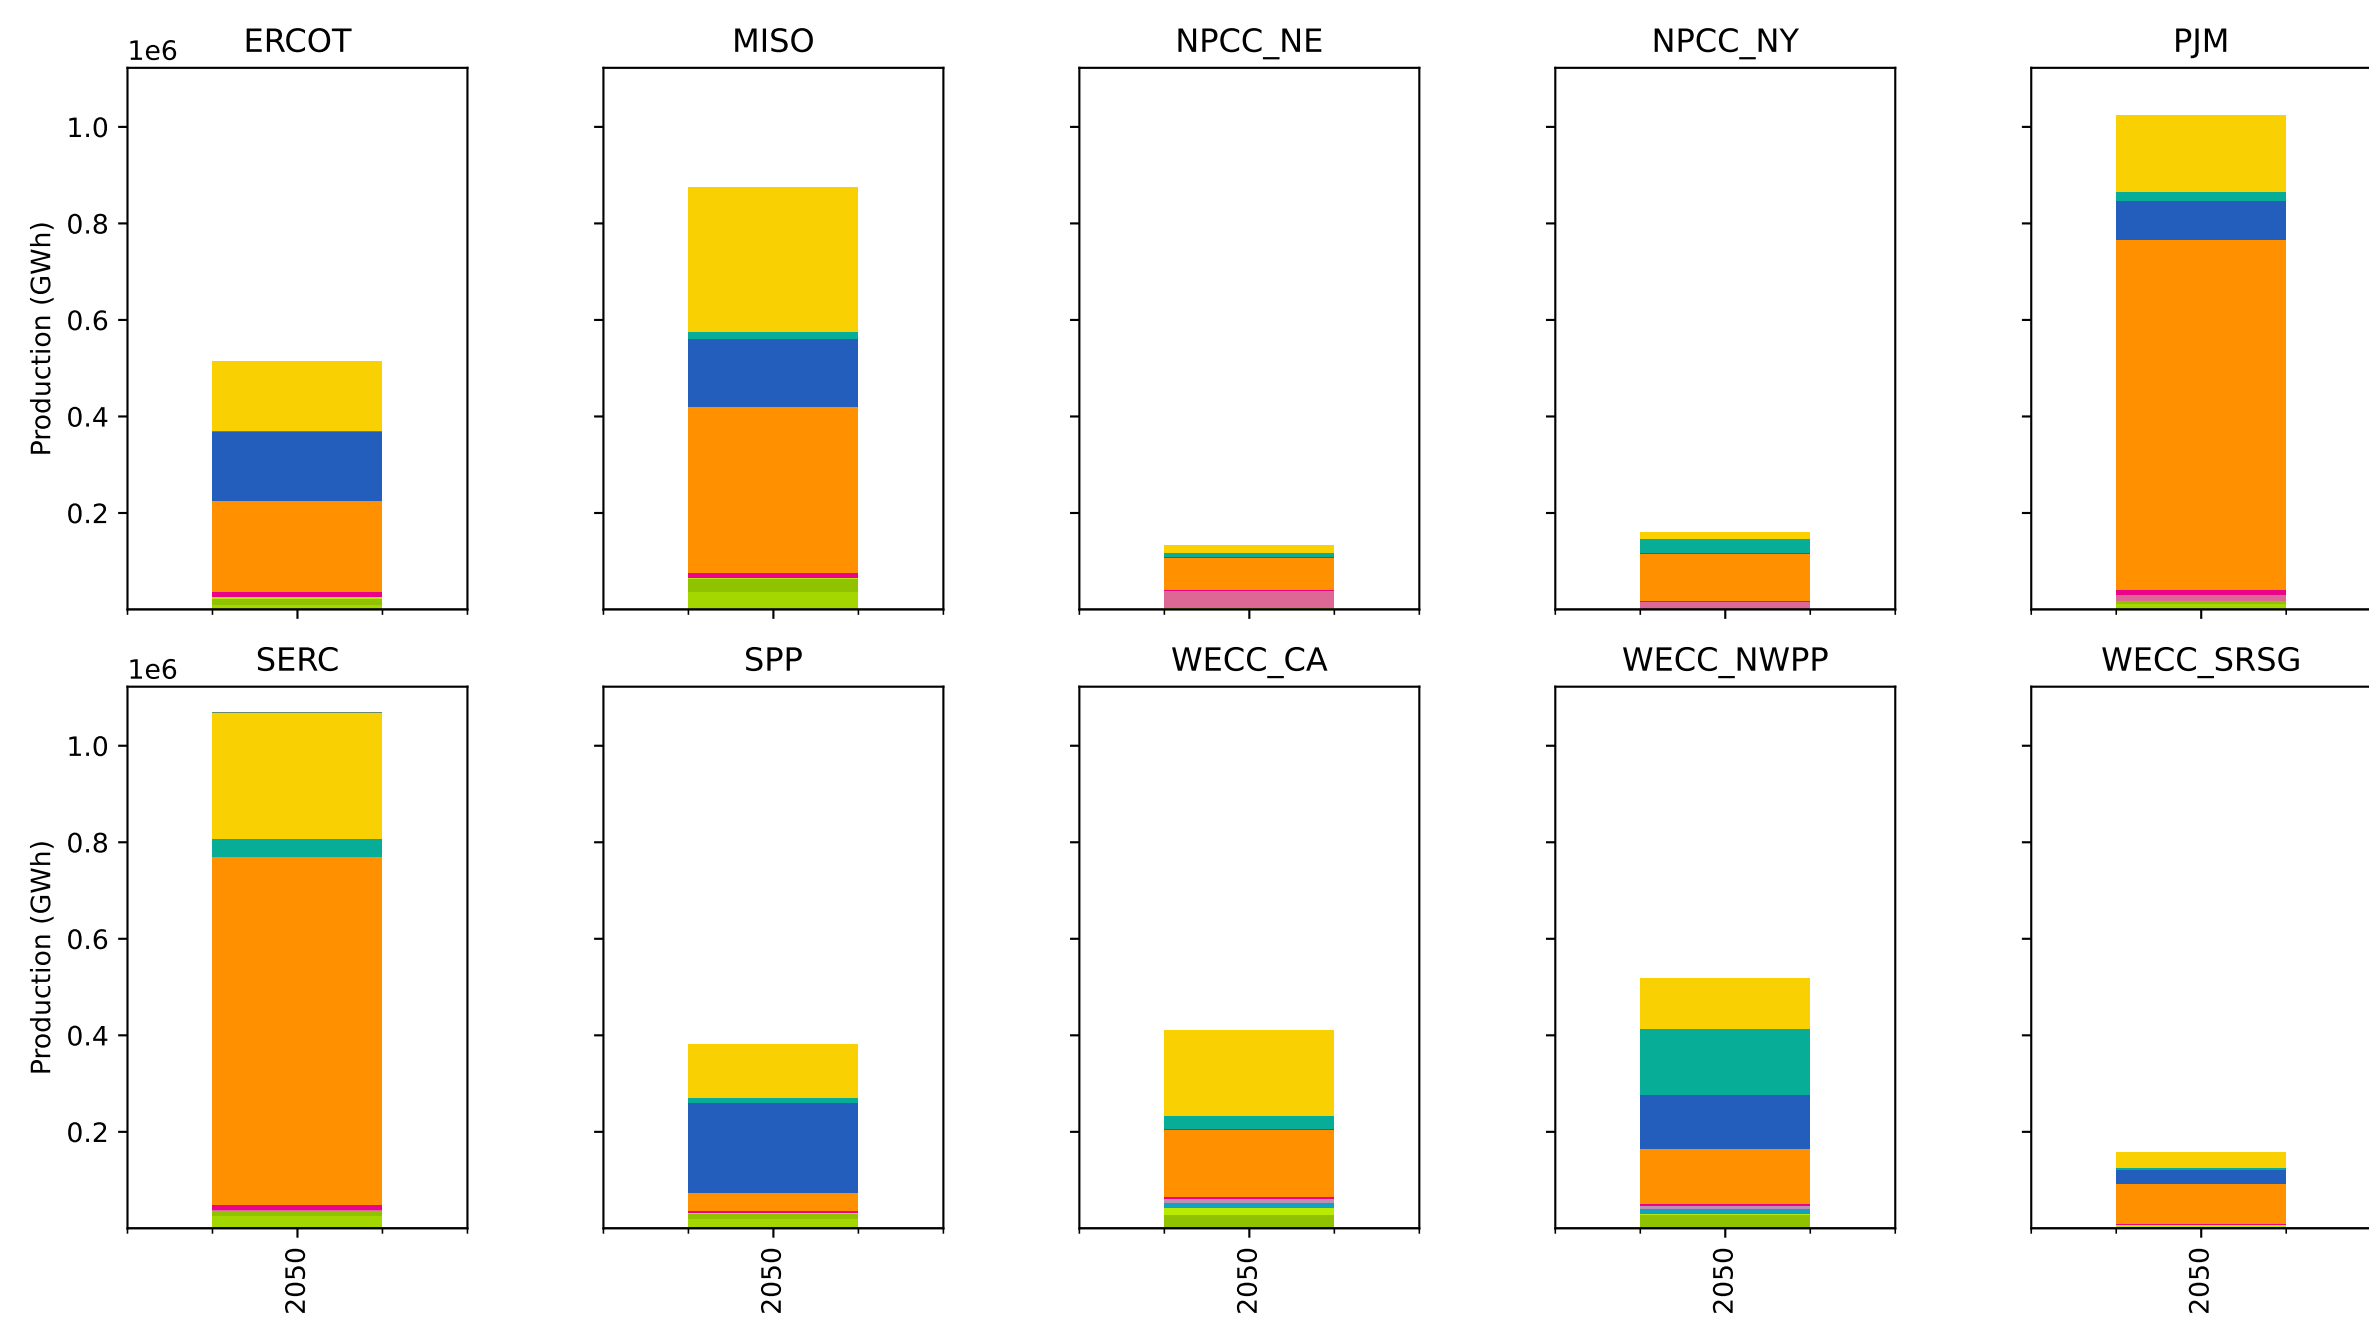 ERCOT
MISO
NPCC_NE
NPCC_NY
PJM
1e6
1.0
0.8
0.6
0.4
0.2
Production (GWh)
SERC
SPP
WECC_CA
WECC_NWPP
WECC_SRSG
1e6
1.0
0.8
0.6
0.4
0.2
Production (GWh)
2050
2050
2050
2050
2050